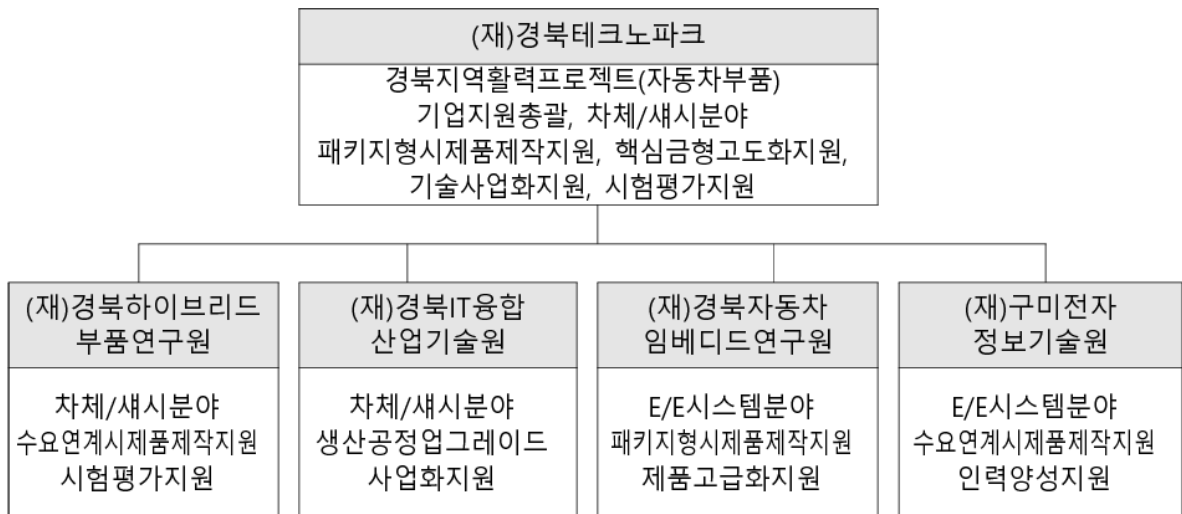 (재)경북테크노파크
경북지역활력프로젝트(자동차부품)
기업지원총괄, 차체/섀시분야
패키지형시제품제작지원, 핵심금형고도화지원,
기술사업화지원, 시험평가지원
(재)경북하이브리드
부품연구원
차체/섀시분야
수요연계시제품제작지원
시험평가지원
(재)경북IT융합
산업기술원
차체/섀시분야
생산공정업그레이드
사업화지원
(재)경북자동차
임베디드연구원
E/E시스템분야
패키지형시제품제작지원
제품고급화지원
(재)구미전자
정보기술원
E/E시스템분야
수요연계시제품제작지원
인력양성지원